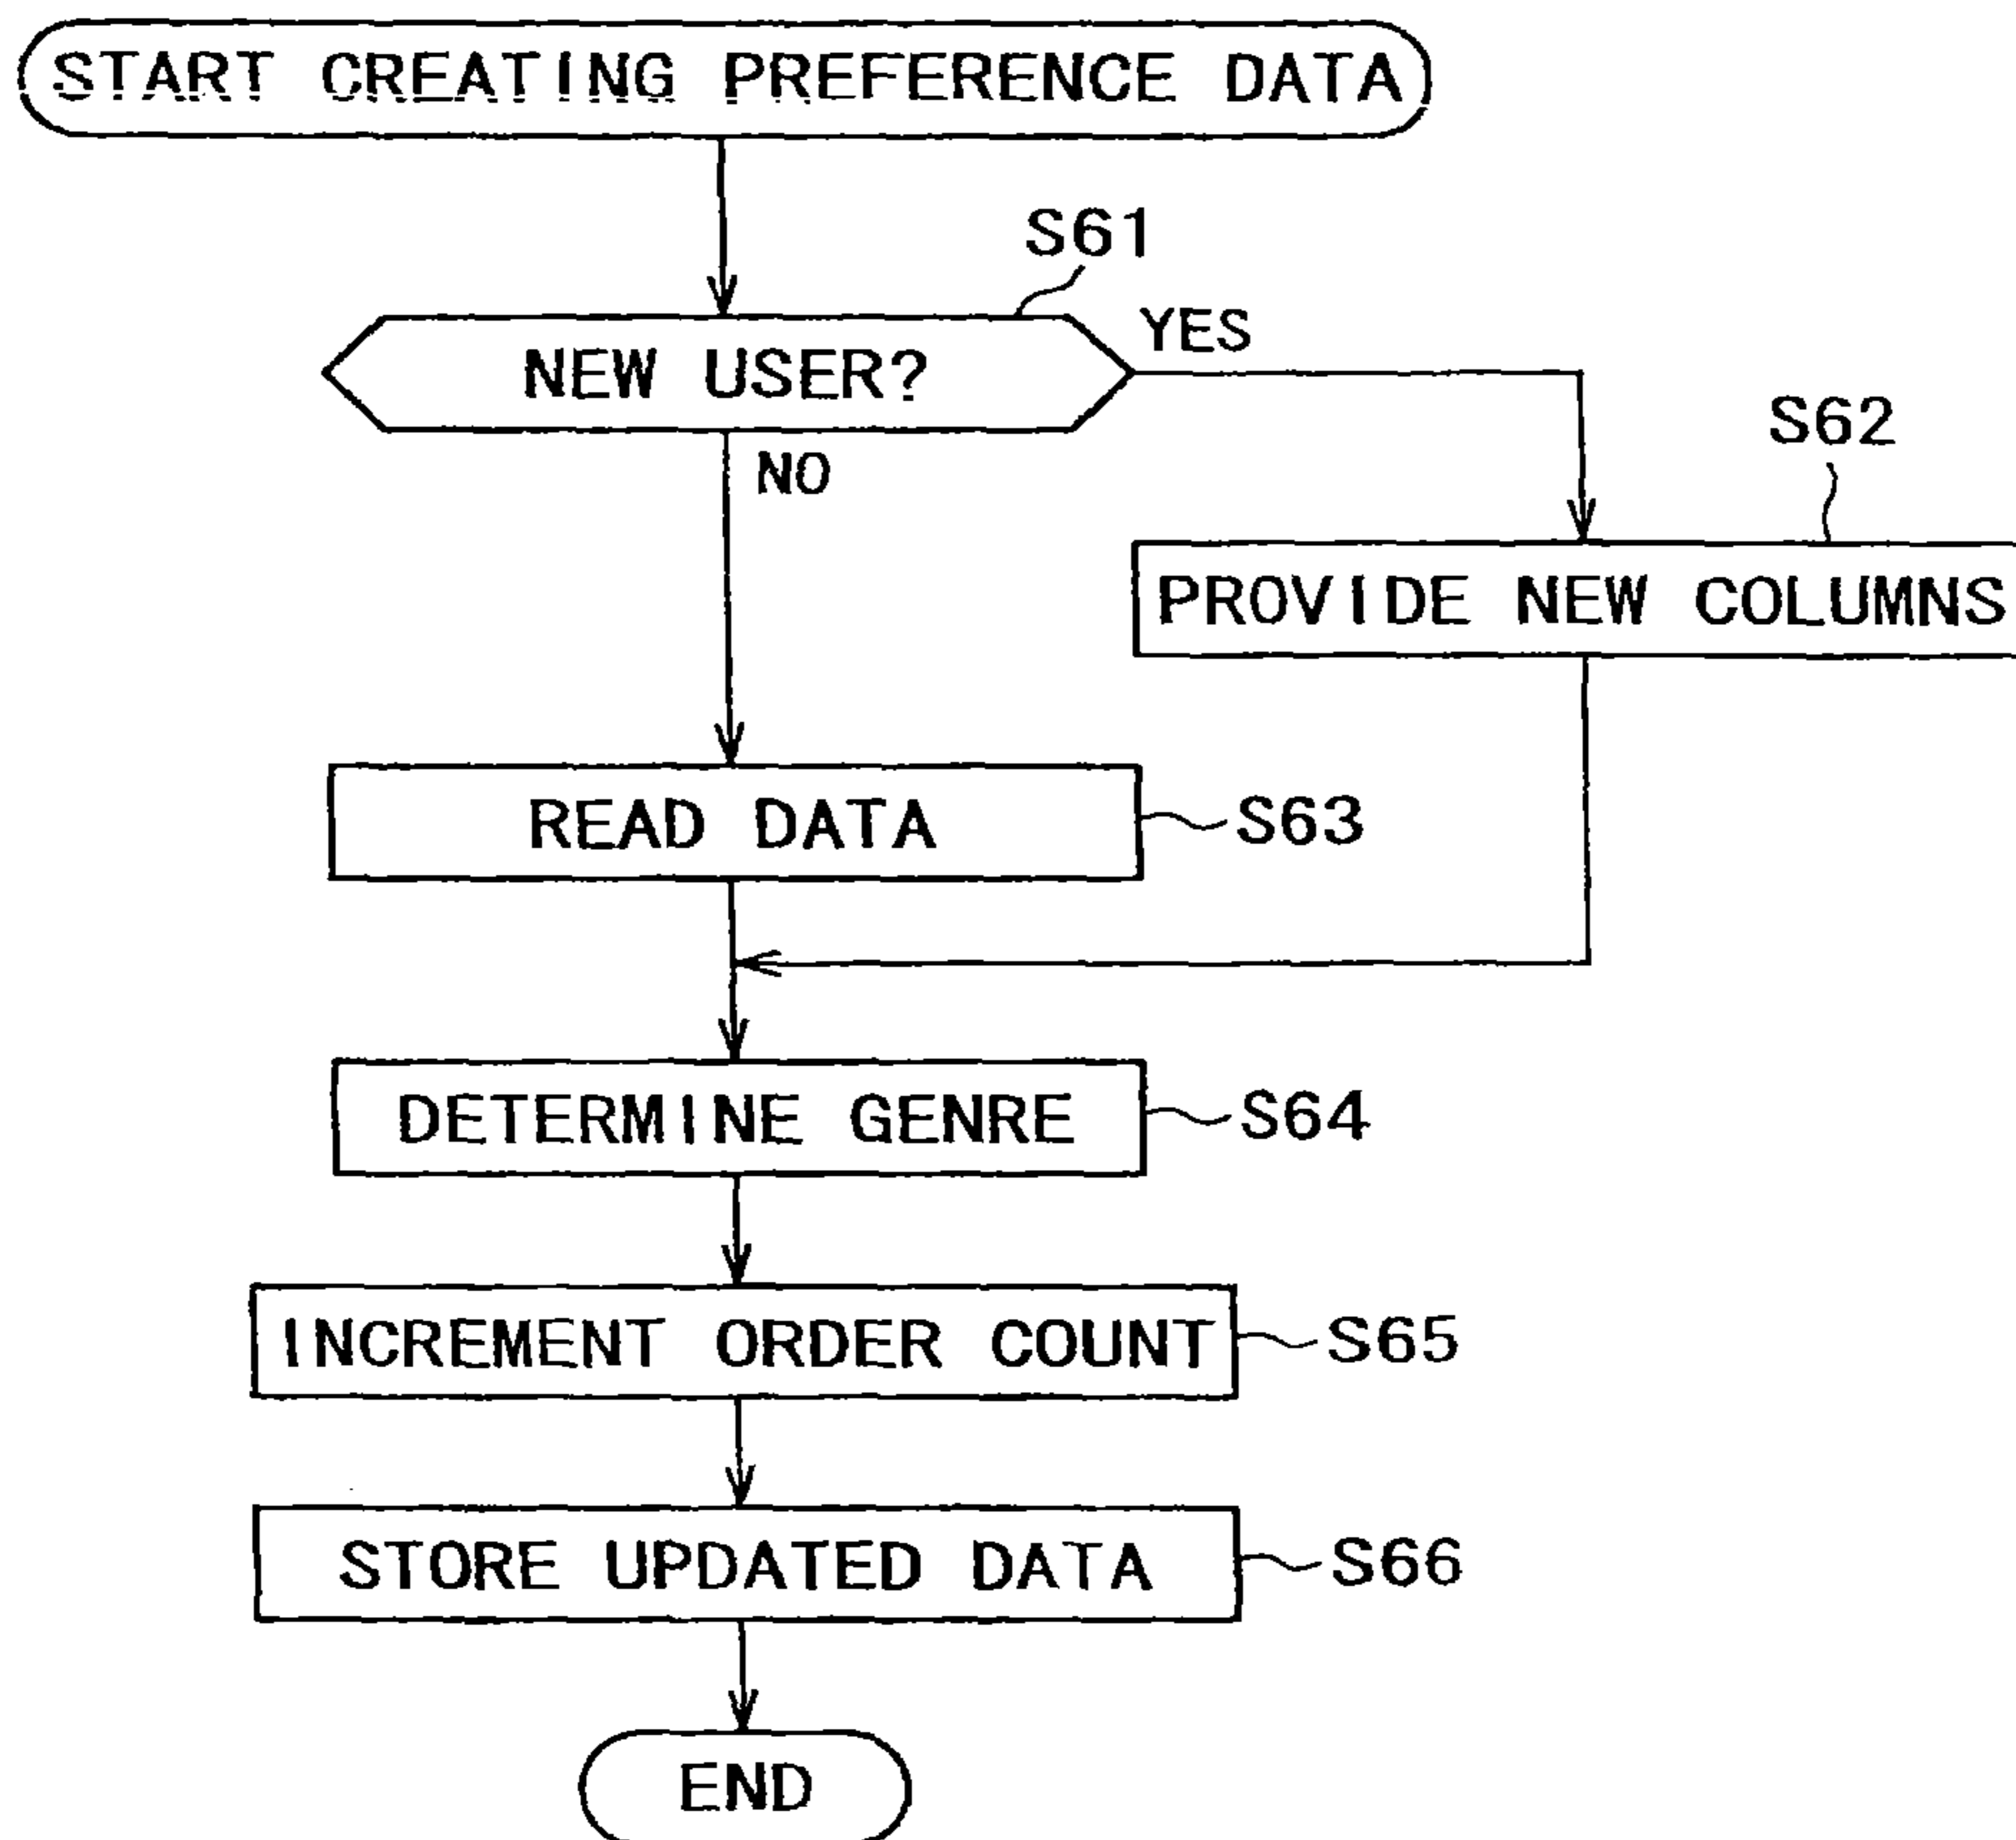 START CREATING PREFERENCE DATA
S61
NEW USER?
YES
NO
S62
PROVIDE NEW COLUMNS
READ DATA
S63
DETERMINE GENRE
S64
INCREMENT ORDER COUNT
S65
STORE UPDATED DATA
S66
END